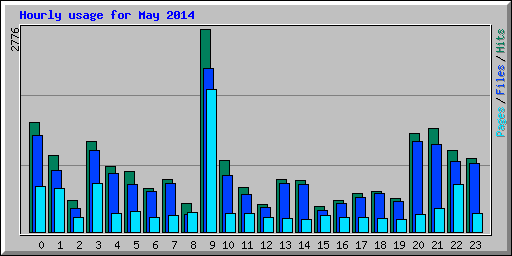 Hourly usage for May 2014
2776
Pages / Files / Hits
0 1 2 3 4 5 6 7 8 9 10 11 12 13 14 15 16 17 18 19 20 21 22 23